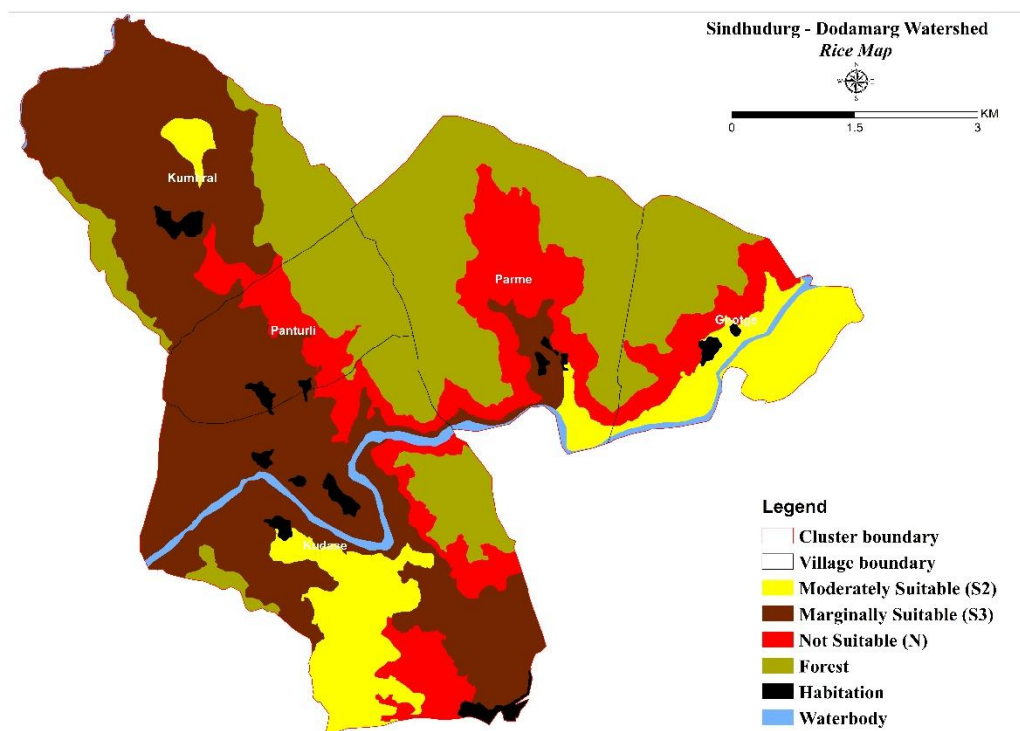 Sindhudurg - Dodamarg Watershed
Rice Map
N
W E
S
KM
0 1.5 3
Kumbral
Parme
Panturli
Ghotge
Kudase
Legend
Cluster boundary
Village boundary
Moderately Suitable (S2)
Marginally Suitable (S3)
Not Suitable (N)
Forest
Habitation
Waterbody